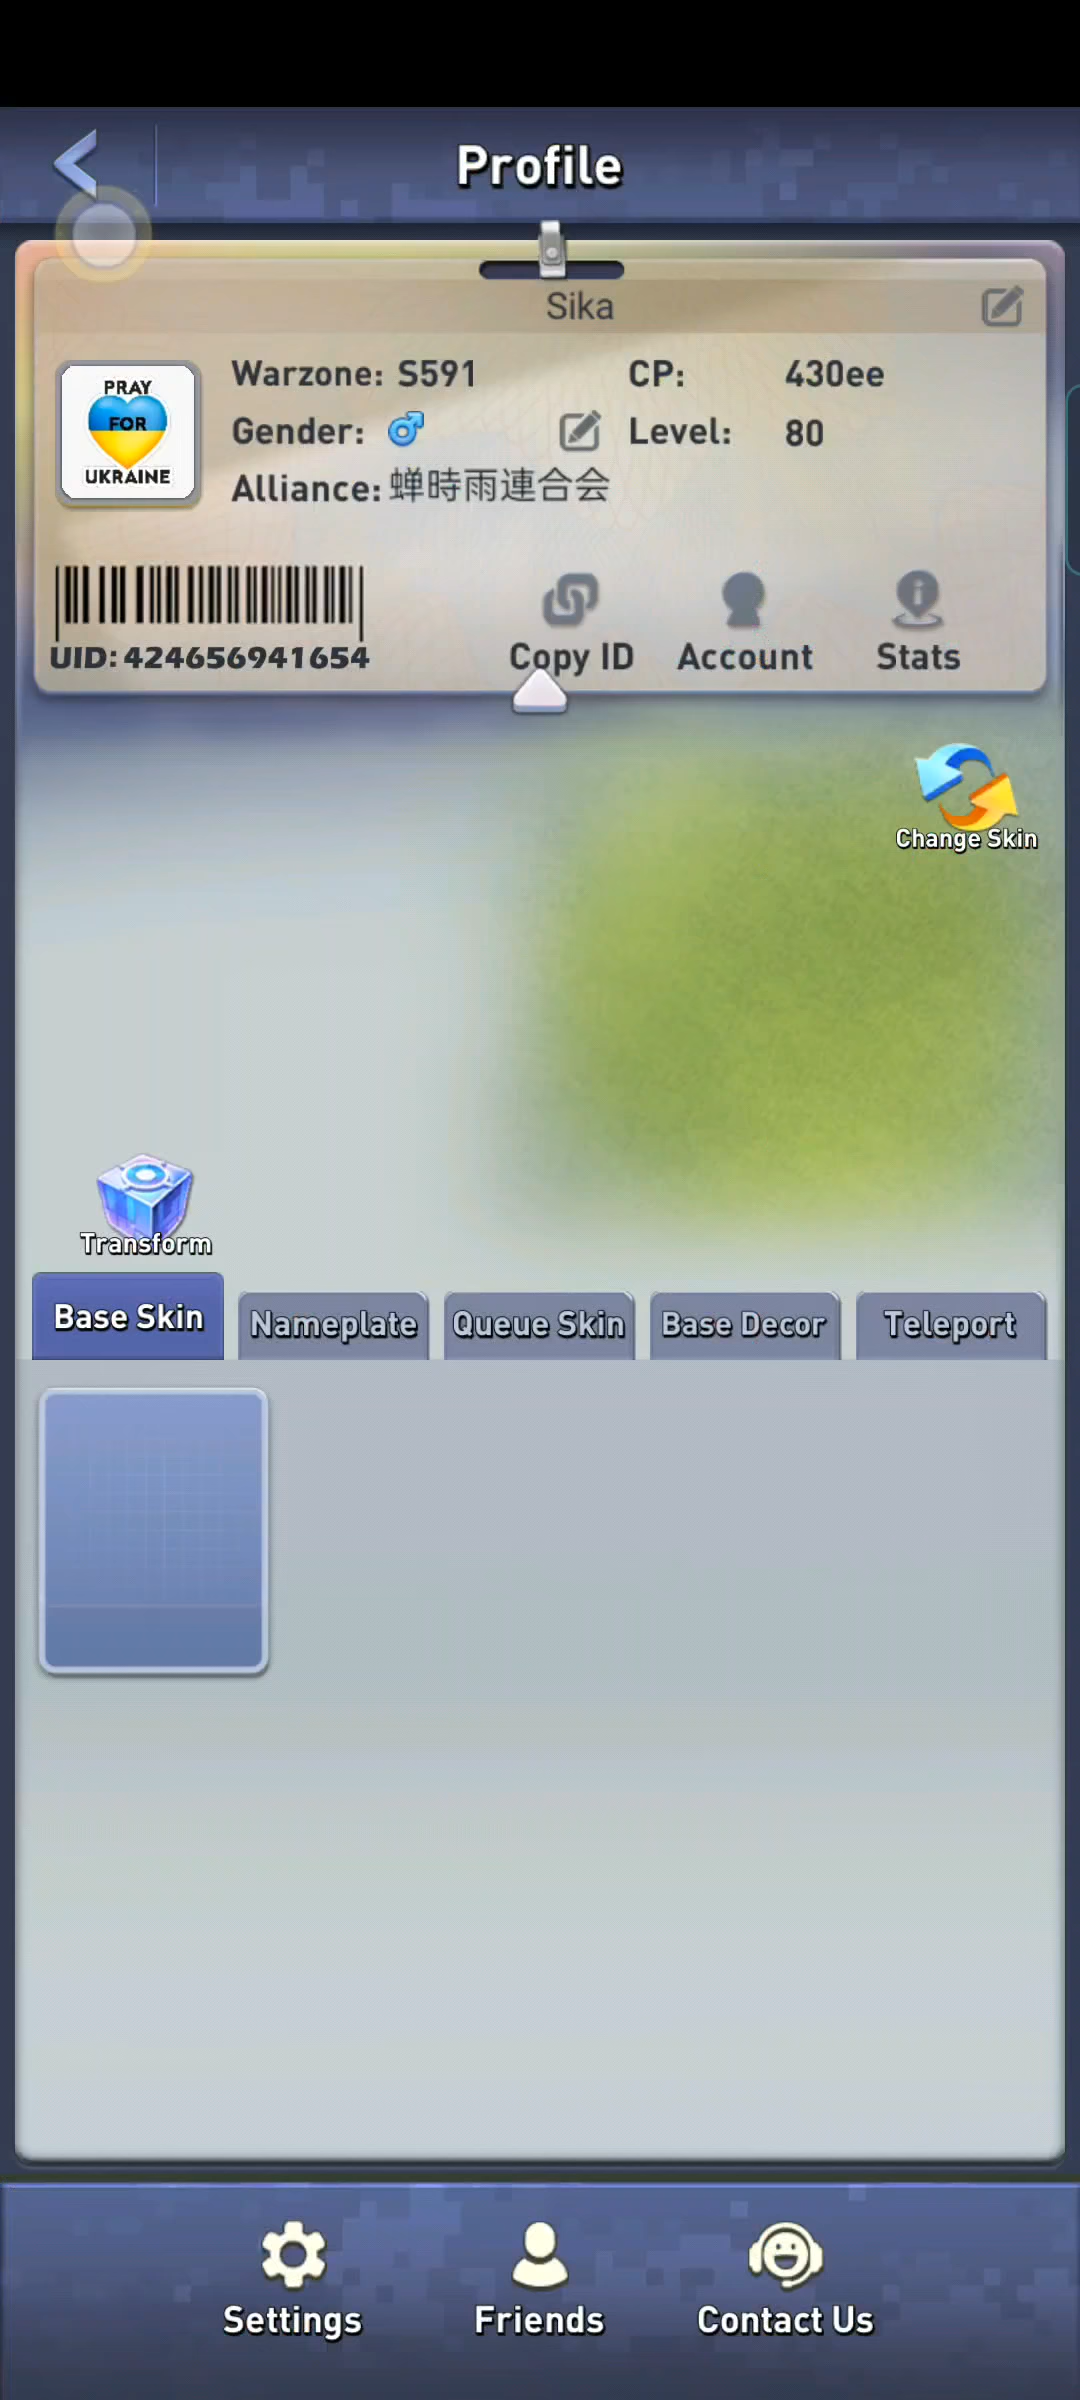 Profile
Sika
PRAY
FOR
UKRAINE
Warzone: S591
CP: 430ee
Gender:
Level: 80
Alliance: 蝉時雨連合会
UID: 424656941654
Copy ID
Account
Stats
Change Skin
Transform
Base Skin
Nameplate
Queue Skin
Base Decor
Teleport
Settings
Friends
Contact Us